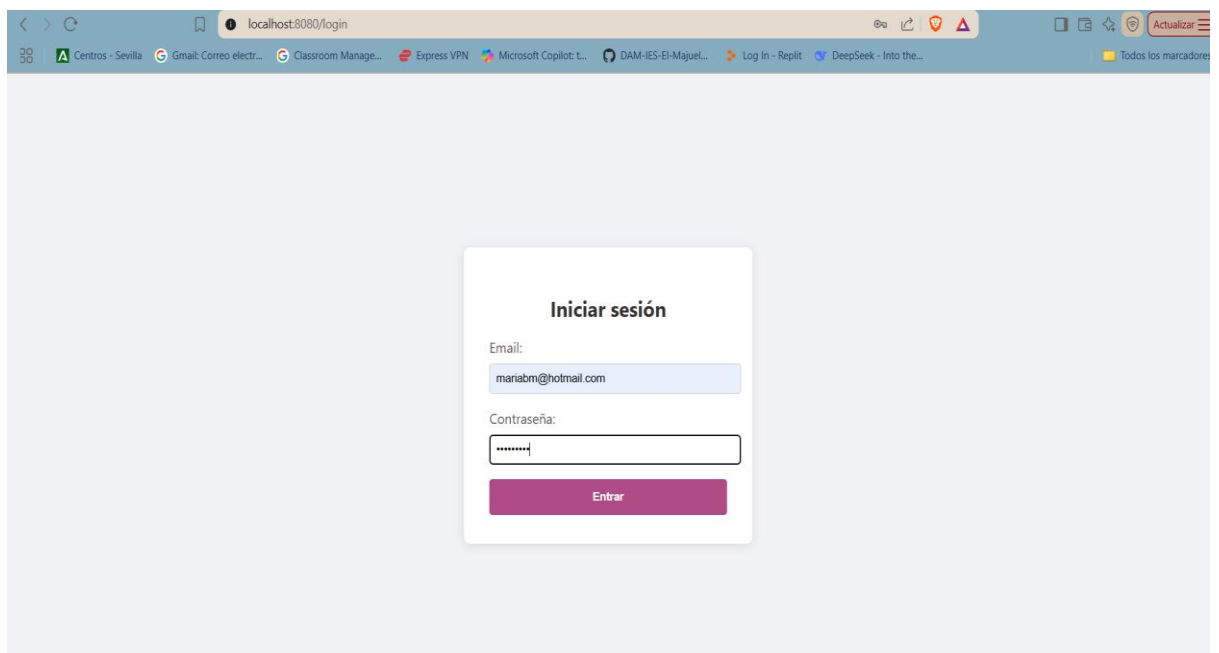 localhost:8080/login
Actualizar
Centros - Sevilla Gmail: Correo electr... Classroom Manage... Express VPN Microsoft Copilot: t... DAM-IES-El-Majuel... Log In - Replit DeepSeek - Into the... Todos los marcadores
Iniciar sesión
Email:
mariabm@hotmail.com
Contraseña:
•••••••••
Entrar